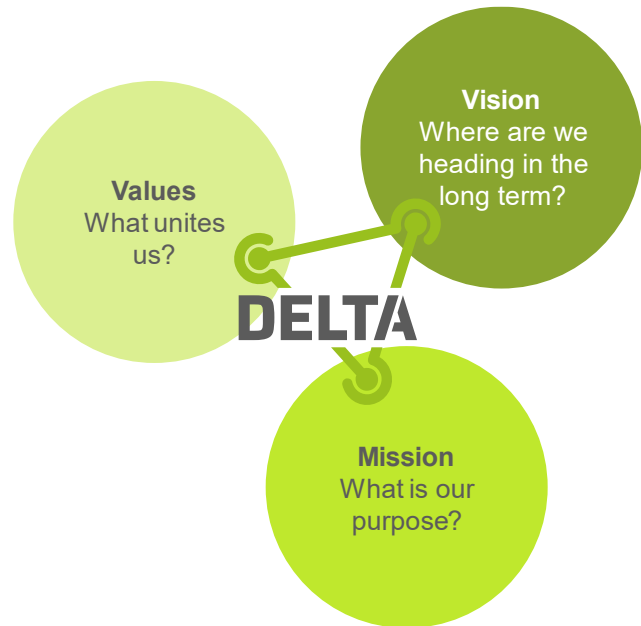 Vision
Where are we
heading in the
long term?
Values
What unites
us?
DELTA
Mission
What is our
purpose?